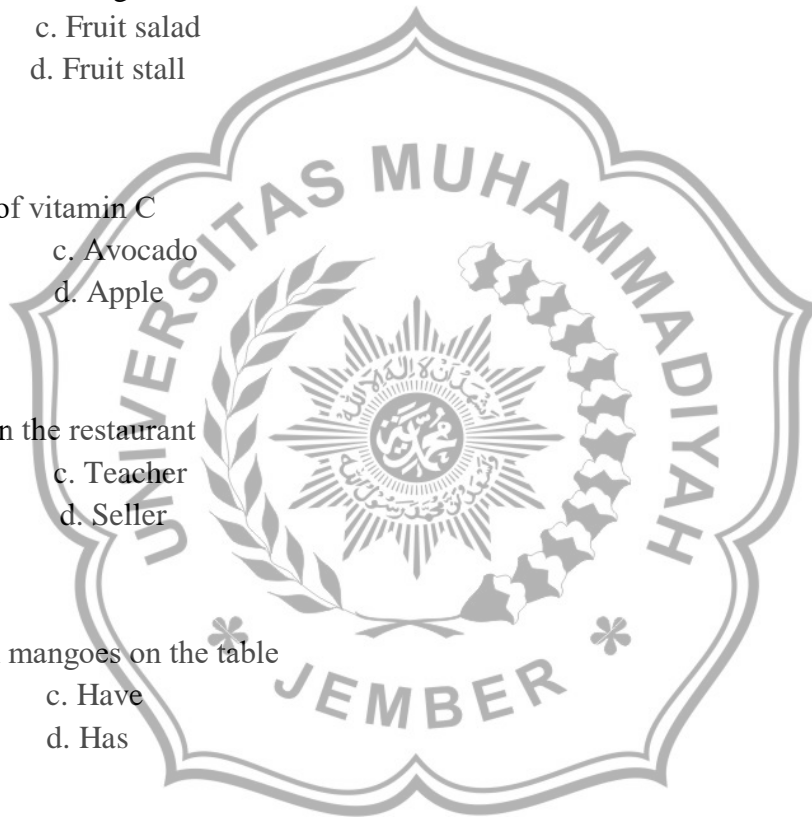 c. Fruit salad
d. Fruit stall
of vitamin C
c. Avocado
d. Apple
n the restaurant
c. Teacher
d. Seller
mangoes on the table
c. Have
d. Has
UNIVERSITAS MUHAMMADIYAH
JEMBER